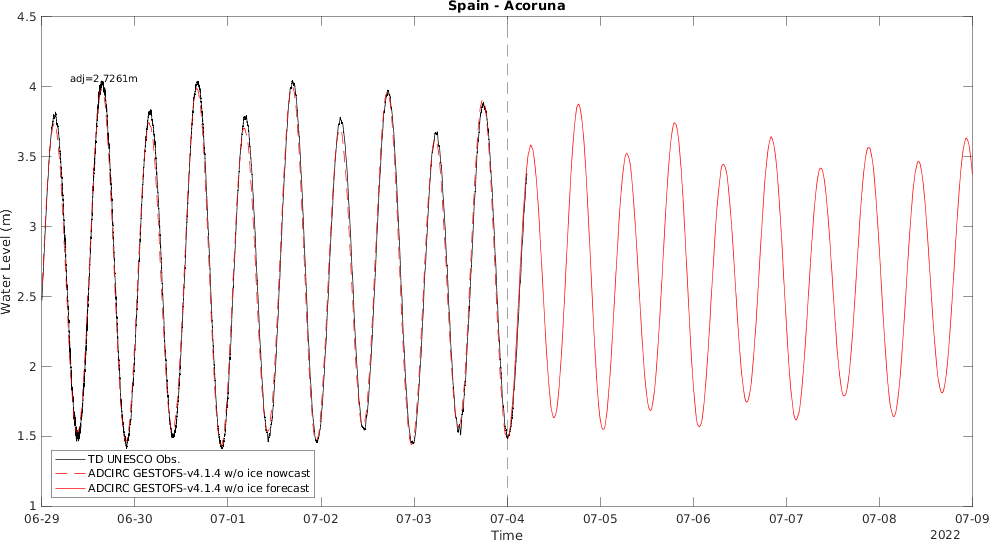 Spain - Acoruna
4.5
adj=2.7261m
4
3.5
3
2.5
2
1.5
1
Water Level (m)
TD UNESCO Obs.
ADCIRC GESTOFS-v4.1.4 w/o ice nowcast
ADCIRC GESTOFS-v4.1.4 w/o ice forecast
06-29 06-30 07-01 07-02 07-03 07-04 07-05 07-06 07-07 07-08 07-09
Time
2022